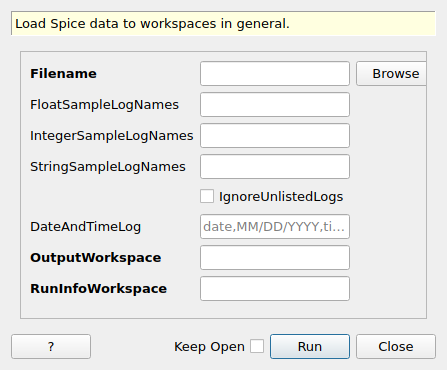 Load Spice data to workspaces in general.
Filename Browse
FloatSampleLogNames
IntegerSampleLogNames
StringSampleLogNames
IgnoreUnlistedLogs
DateAndTimeLog date,MM/DD/YYYY,ti...
OutputWorkspace
RunInfoWorkspace
? Keep Open Run Close